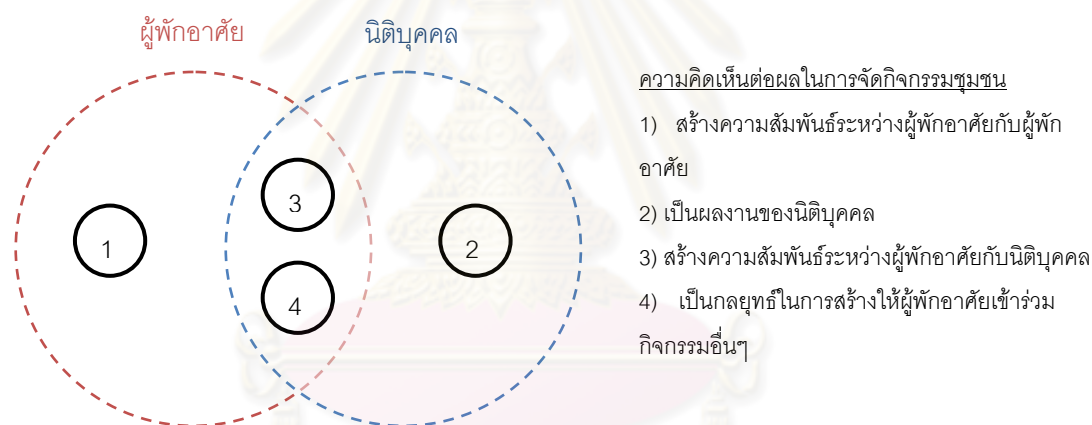 ผู้พักอาศัย
นิติบุคคล
1
3
4
2
ความคิดเห็นต่อผลในการจัดกิจกรรมชุมชน
1) สร้างความสัมพันธ์ระหว่างผู้พักอาศัยกับผู้พัก
อาศัย
2) เป็นผลงานของนิติบุคคล
3) สร้างความสัมพันธ์ระหว่างผู้พักอาศัยกับนิติบุคคล
4) เป็นกลยุทธ์ในการสร้างให้ผู้พักอาศัยเข้าร่วม
กิจกรรมอื่นๆ